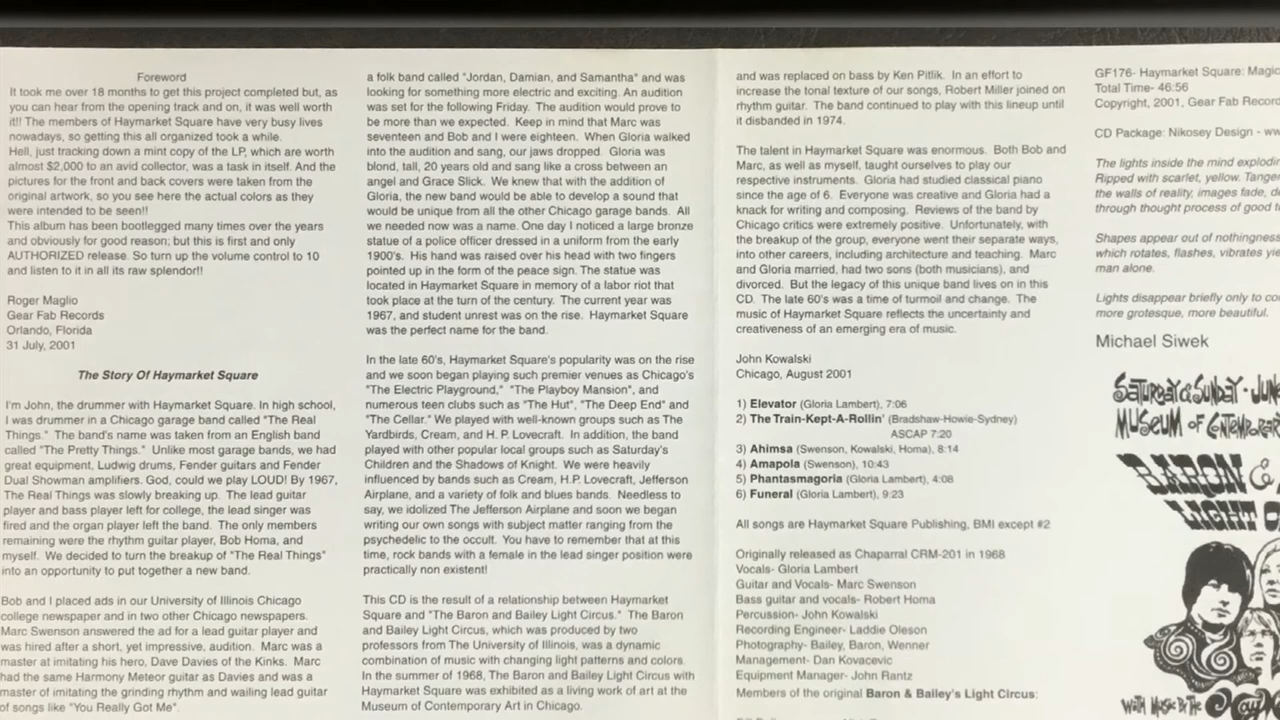 Foreword
It took me over 18 months to get this project completed but, as
you can hear from the opening track and on, it was well worth
it!! The members of Haymarket Square have very busy lives
nowadays, so getting this all organized took a while.
Hell, just tracking down a mint copy of the LP, which are worth
almost $2,000 to an avid collector, was a task in itself. And the
pictures for the front and back covers were taken from the
original artwork, so you see here the actual colors as they
were intended to be seen!!
This album has been bootlegged many times over the years
and obviously for good reason; but this is first and only
AUTHORIZED release. So turn up the volume control to 10
and listen to it in all its raw splendor!!
Roger Maglio
Gear Fab Records
Orlando, Florida
31 July, 2001
The Story Of Haymarket Square
I'm John, the drummer with Haymarket Square. In high school,
I was drummer in a Chicago garage band called "The Real
Things." The band's name was taken from an English band
called "The Pretty Things." Unlike most garage bands, we had
great equipment, Ludwig drums, Fender guitars and Fender
Dual Showman amplifiers. God, could we play LOUD! By 1967,
The Real Things was slowly breaking up. The lead guitar
player and bass player left for college, the lead singer was
fired and the organ player left the band. The only members
remaining were the rhythm guitar player, Bob Homa, and
myself. We decided to turn the breakup of "The Real Things"
into an opportunity to put together a new band.
Bob and I placed ads in our University of Illinois Chicago
college newspaper and in two other Chicago newspapers.
Marc Swenson answered the ad for a lead guitar player and
was hired after a short, yet impressive, audition. Marc was a
master at imitating his hero, Dave Davies of the Kinks. Marc
had the same Harmony Meteor guitar as Davies and was a
master of imitating the grinding rhythm and wailing lead guitar
of songs like "You Really Got Me".
a folk band called "Jordan, Damian, and Samantha" and was
looking for something more electric and exciting. An audition
was set for the following Friday. The audition would prove to
be more than we expected. Keep in mind that Marc was
seventeen and Bob and I were eighteen. When Gloria walked
into the audition and sang, our jaws dropped. Gloria was
blond, tall, 20 years old and sang like a cross between an
angel and Grace Slick. We knew that with the addition of
Gloria, the new band would be able to develop a sound that
would be unique from all the other Chicago garage bands. All
we needed now was a name. One day I noticed a large bronze
statue of a police officer dressed in a uniform from the early
1900's. His hand was raised over his head with two fingers
pointed up in the form of the peace sign. The statue was
located in Haymarket Square in memory of a labor riot that
took place at the turn of the century. The current year was
1967, and student unrest was on the rise. Haymarket Square
was the perfect name for the band.
In the late 60's, Haymarket Square's popularity was on the rise
and we soon began playing such premier venues as Chicago's
"The Electric Playground," "The Playboy Mansion", and
numerous teen clubs such as "The Hut", "The Deep End" and
"The Cellar." We played with well-known groups such as The
Yardbirds, Cream, and H. P. Lovecraft. In addition, the band
played with other popular local groups such as Saturday's
Children and the Shadows of Knight. We were heavily
influenced by bands such as Cream, H.P. Lovecraft, Jefferson
Airplane, and a variety of folk and blues bands. Needless to
say, we idolized The Jefferson Airplane and soon we began
writing our own songs with subject matter ranging from the
psychedelic to the occult. You have to remember that at this
time, rock bands with a female in the lead singer position were
practically non existent!
This CD is the result of a relationship between Haymarket
Square and "The Baron and Bailey Light Circus." The Baron
and Bailey Light Circus, which was produced by two
professors from The University of Illinois, was a dynamic
combination of music with changing light patterns and colors.
In the summer of 1968, The Baron and Bailey Light Circus with
Haymarket Square was exhibited as a living work of art at the
Museum of Contemporary Art in Chicago.
and was replaced on bass by Ken Pitlik. In an effort to
increase the tonal texture of our songs, Robert Miller joined on
rhythm guitar. The band continued to play with this lineup until
it disbanded in 1974.
The talent in Haymarket Square was enormous. Both Bob and
Marc, as well as myself, taught ourselves to play our
respective instruments. Gloria had studied classical piano
since the age of 6. Everyone was creative and Gloria had a
knack for writing and composing. Reviews of the band by
Chicago critics were extremely positive. Unfortunately, with
the breakup of the group, everyone went their separate ways,
into other careers, including architecture and teaching. Marc
and Gloria married, had two sons (both musicians), and
divorced. But the legacy of this unique band lives on in this
CD. The late 60's was a time of turmoil and change. The
music of Haymarket Square reflects the uncertainty and
creativeness of an emerging era of music.
John Kowalski
Chicago, August 2001
1) Elevator (Gloria Lambert), 7:06
2) The Train-Kept-A-Rollin' (Bradshaw-Howie-Sydney)
ASCAP 7:20
3) Ahimsa (Swenson, Kowalski, Homa), 8:14
4) Amapola (Swenson), 10:43
5) Phantasmagoria (Gloria Lambert), 4:08
6) Funeral (Gloria Lambert), 9:23
All songs are Haymarket Square Publishing, BMI except #2
Originally released as Chaparral CRM-201 in 1968
Vocals- Gloria Lambert
Guitar and Vocals- Marc Swenson
Bass guitar and vocals- Robert Homa
Percussion- John Kowalski
Recording Engineer- Laddie Oleson
Photography- Bailey, Baron, Wenner
Management- Dan Kovacevic
Equipment Manager- John Rantz
Members of the original Baron & Bailey's Light Circus:
GF176- Haymarket Square: Magic
Total Time- 46:56
Copyright, 2001, Gear Fab Record
CD Package: Nikosey Design - ww
The lights inside the mind explodin
Ripped with scarlet, yellow. Tanger
the walls of reality, images fade, d
through thought process of good t
Shapes appear out of nothingness
which rotates, flashes, vibrates yie
man alone.
Lights disappear briefly only to co
more grotesque, more beautiful.
Michael Siwek
Saturday & Sunday - Jun
Museum of Contempor
Baron &
Light C
With Music By The